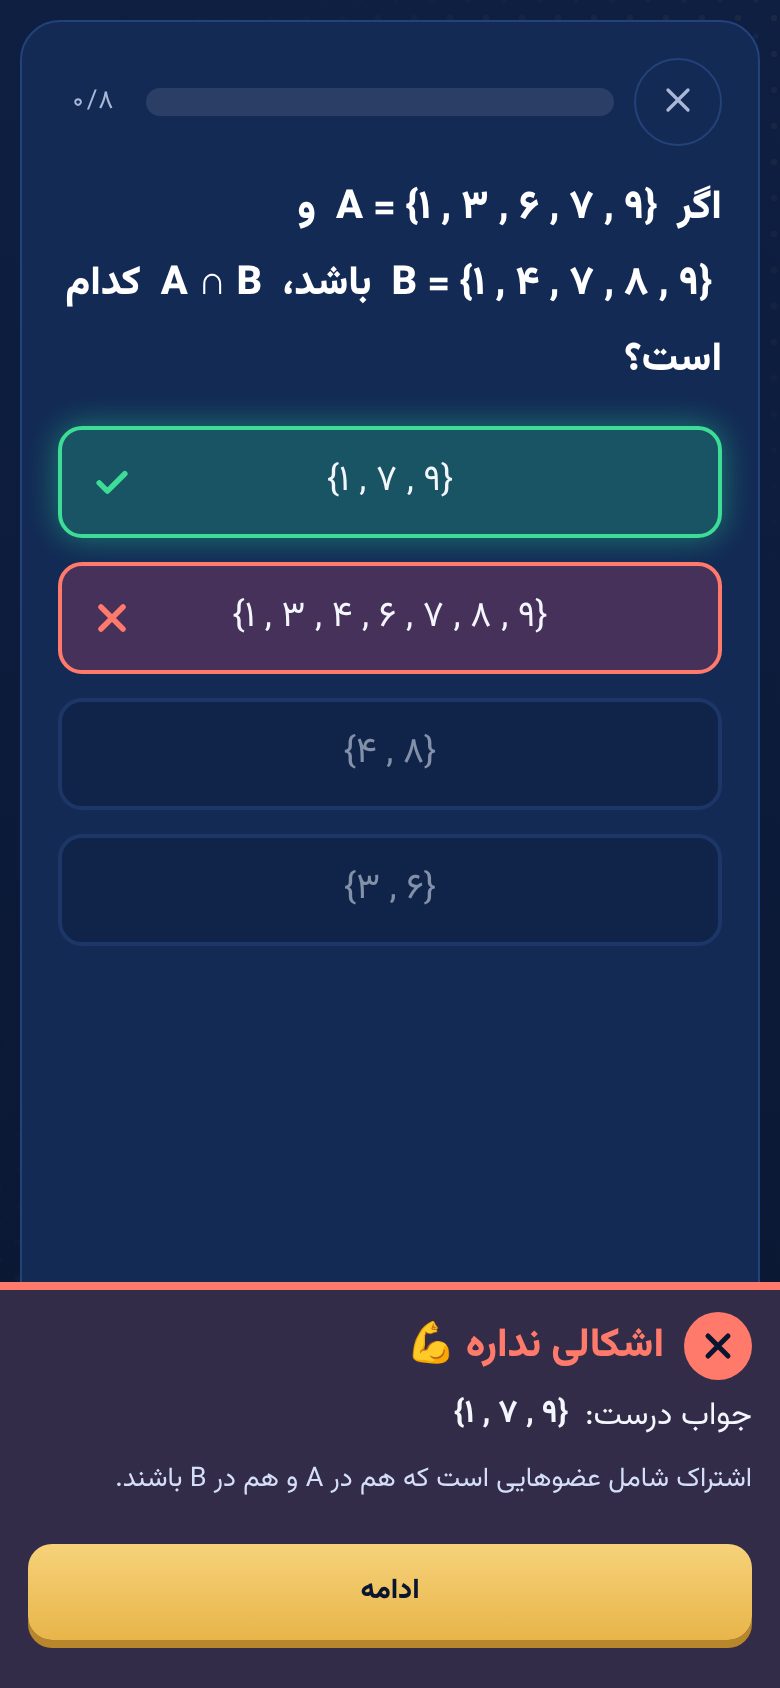 ۰/۸
اگر A = {۱ , ۳ , ۶ , ۷ , ۹} و
B = {۱ , ۴ , ۷ , ۸ , ۹} باشد، A ∩ B کدام
است؟
{۱ , ۷ , ۹}
{۱ , ۳ , ۴ , ۶ , ۷ , ۸ , ۹}
{۴ , ۸}
{۳ , ۶}
اشکالی نداره 💪
جواب درست: {۱ , ۷ , ۹}
اشتراک شامل عضوهایی است که هم در A و هم در B باشند.
ادامه